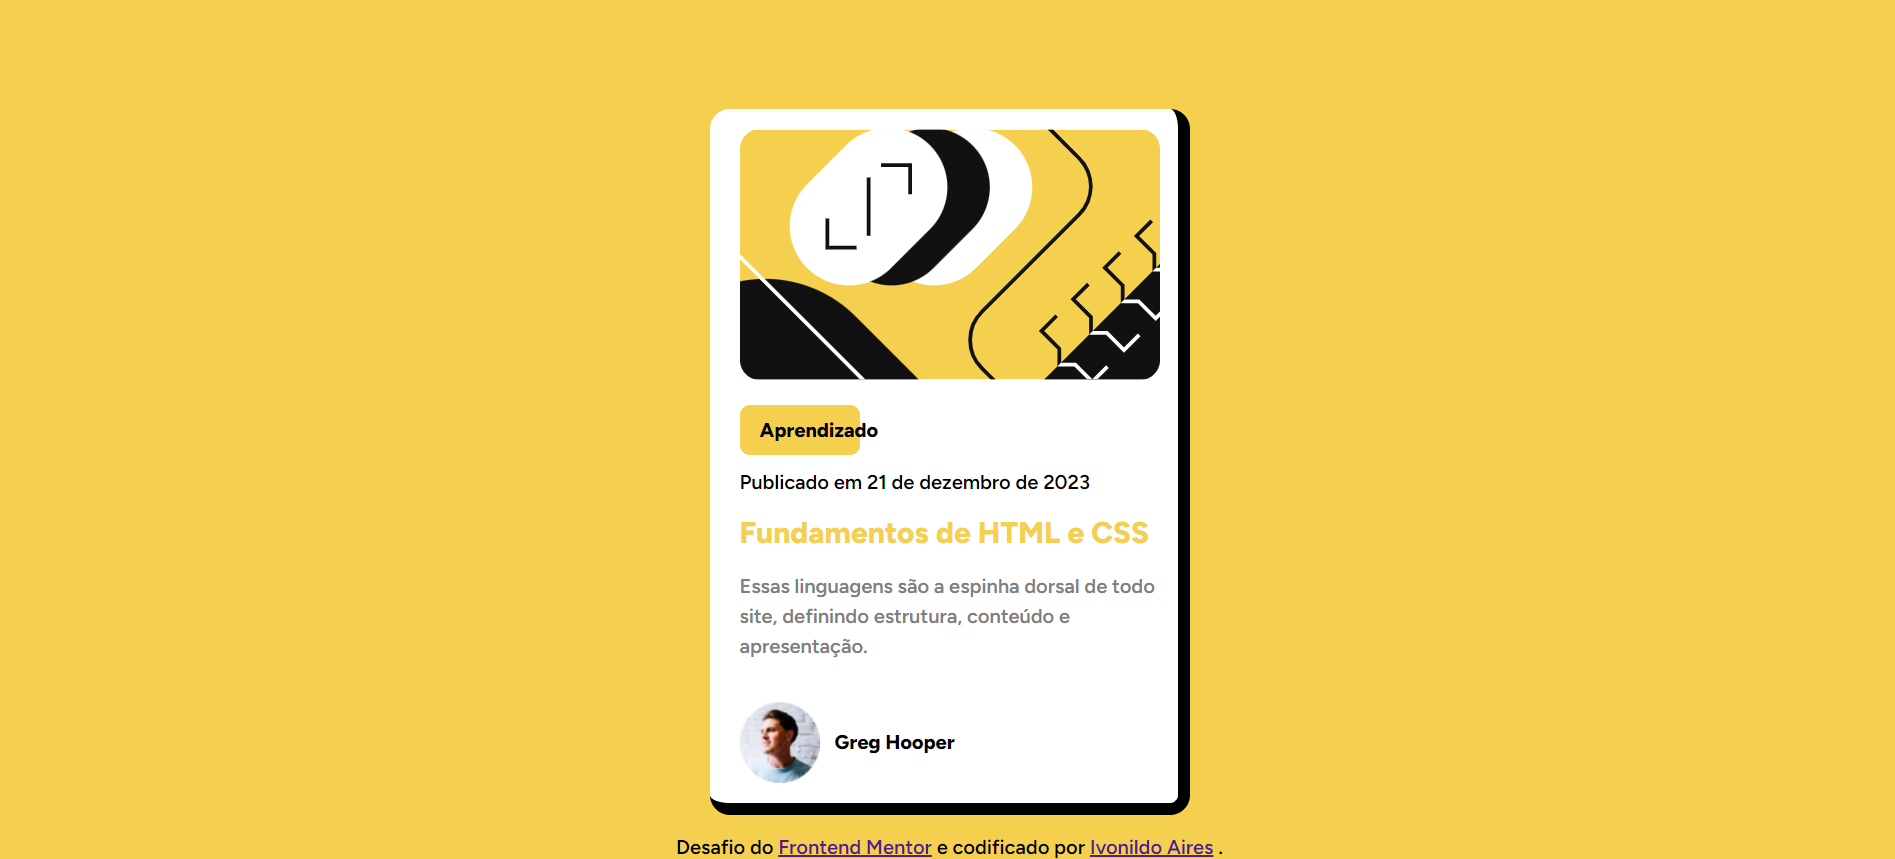 Aprendizado
Publicado em 21 de dezembro de 2023
Fundamentos de HTML e CSS
Essas linguagens são a espinha dorsal de todo
site, definindo estrutura, conteúdo e
apresentação.
Greg Hooper
Desafio do Frontend Mentor e codificado por Ivonildo Aires .